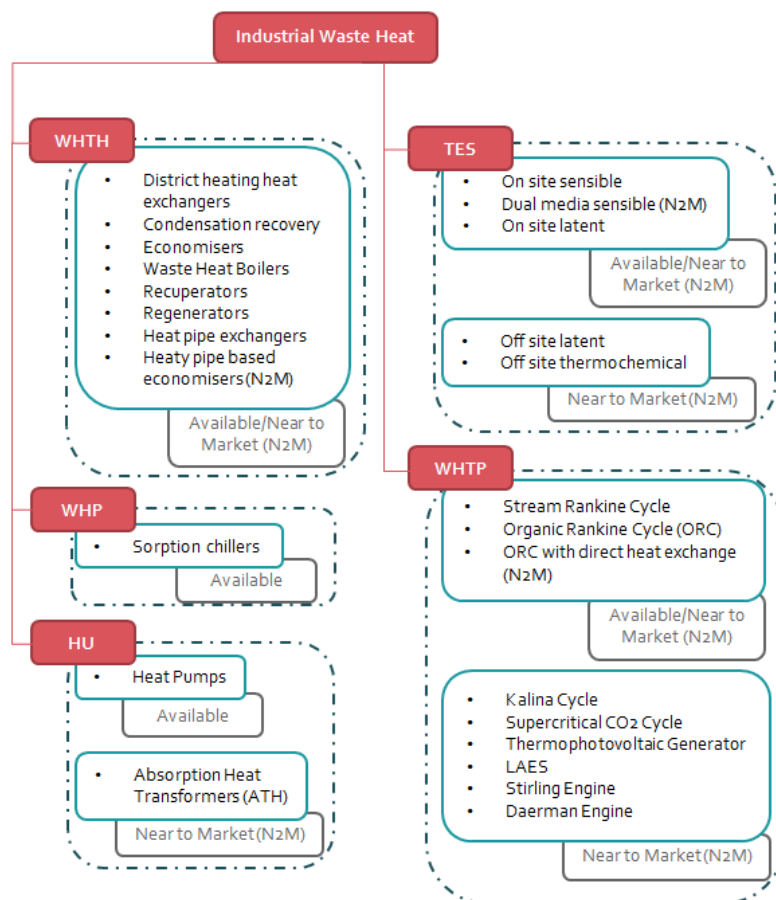 Industrial Waste Heat
WHTH
• District heating heat
exchangers
• Condensation recovery
• Economisers
• Waste Heat Boilers
• Recuperators
• Regenerators
• Heat pipe exchangers
• Heaty pipe based
economisers (N2M)
Available/Near to
Market (N2M)
WHP
• Sorption chillers
Available
HU
• Heat Pumps
Available
• Absorption Heat
Transformers (ATH)
Near to Market (N2M)
TES
• On site sensible
• Dual media sensible (N2M)
• On site latent
Available/Near to
Market (N2M)
• Off site latent
• Off site thermochemical
Near to Market (N2M)
WHTP
• Stream Rankine Cycle
• Organic Rankine Cycle (ORC)
• ORC with direct heat exchange
(N2M)
Available/Near to
Market (N2M)
• Kalina Cycle
• Supercritical CO2 Cycle
• Thermophotovoltaic Generator
• LAES
• Stirling Engine
• Daerman Engine
Near to Market (N2M)